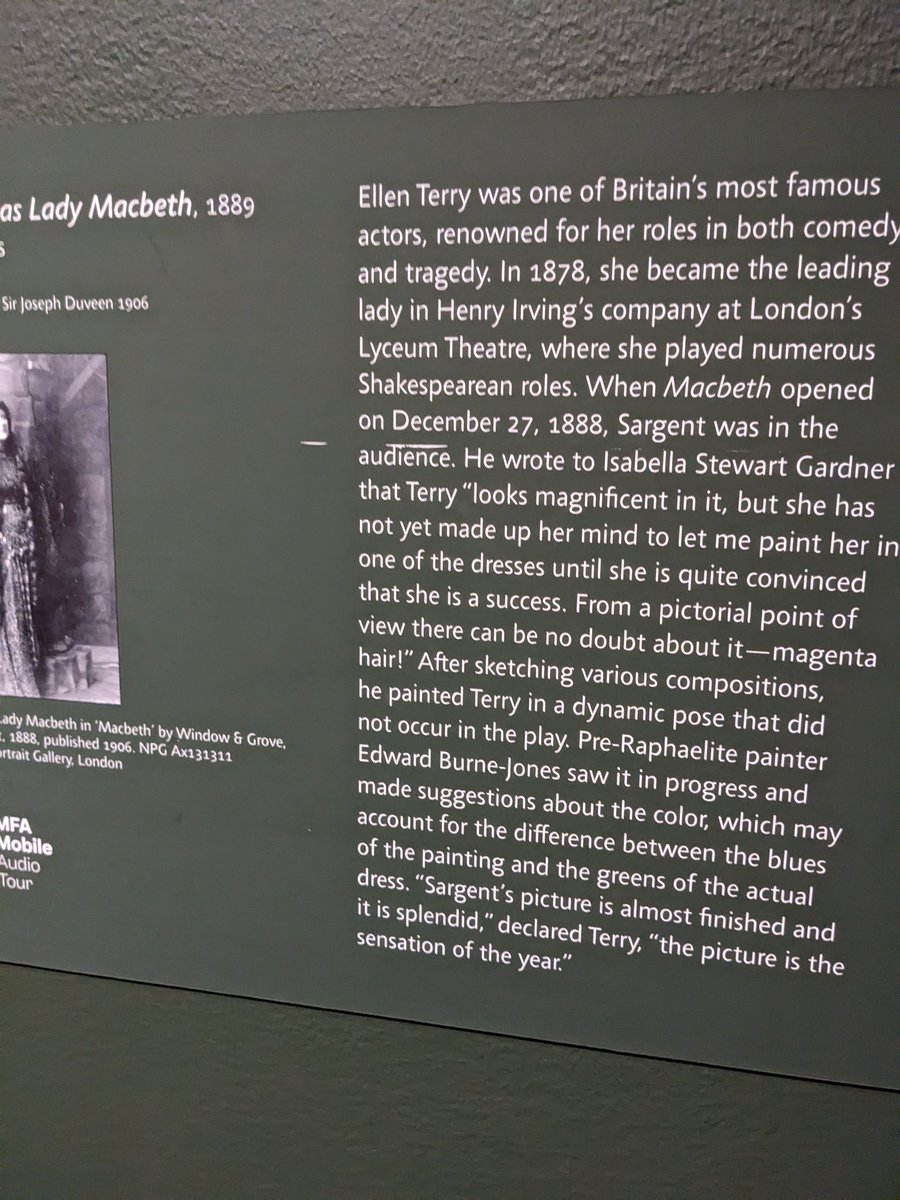 as Lady Macbeth, 1889
Sir Joseph Duveen 1906
Lady Macbeth in 'Macbeth' by Window & Grove,
1888, published 1906. NPG Ax131311
Portrait Gallery, London
MFA
Mobile
Audio
Tour
Ellen Terry was one of Britain's most famous
actors, renowned for her roles in both comedy
and tragedy. In 1878, she became the leading
lady in Henry Irving's company at London's
Lyceum Theatre, where she played numerous
Shakespearean roles. When Macbeth opened
on December 27, 1888, Sargent was in the
audience. He wrote to Isabella Stewart Gardner
that Terry "looks magnificent in it, but she has
not yet made up her mind to let me paint her in
one of the dresses until she is quite convinced
that she is a success. From a pictorial point of
view there can be no doubt about it—magenta
hair!" After sketching various compositions,
he painted Terry in a dynamic pose that did
not occur in the play. Pre-Raphaelite painter
Edward Burne-Jones saw it in progress and
made suggestions about the color, which may
account for the difference between the blues
of the painting and the greens of the actual
dress. "Sargent's picture is almost finished and
it is splendid," declared Terry, "the picture is the
sensation of the year."